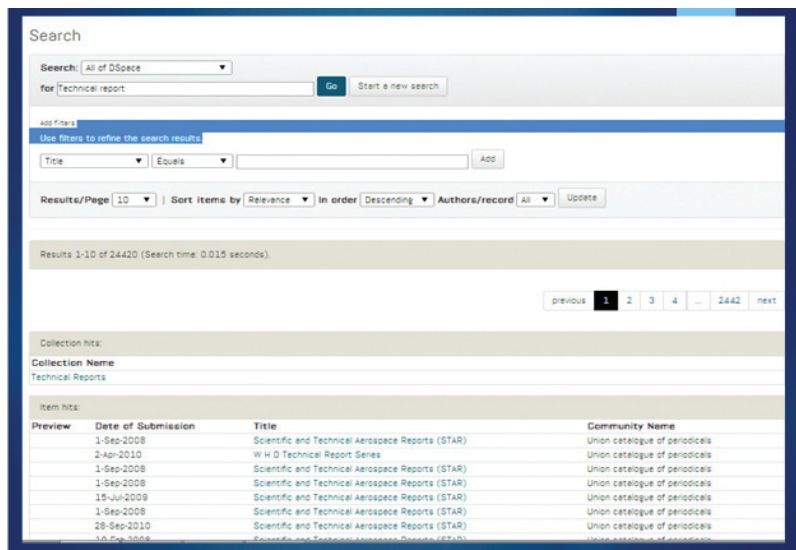 Search
Search: All of DSpace
for Technical report Go Start a new search
Add filters:
Use filters to refine the search results.
Title Equals Add
Results/Page 10 | Sort items by Relevance In order Descending Authors/record All Update
Results 1-10 of 24420 (Search time: 0.015 seconds).
previous 1 2 3 4 ... 2442 next
Collection hits:
Collection Name
Technical Reports
Item hits:
Preview Date of Submission Title Community Name
1-Sep-2008 Scientific and Technical Aerospace Reports (STAR) Union catalogue of periodicals
2-Apr-2010 W H O Technical Report Series Union catalogue of periodicals
1-Sep-2008 Scientific and Technical Aerospace Reports (STAR) Union catalogue of periodicals
1-Sep-2008 Scientific and Technical Aerospace Reports (STAR) Union catalogue of periodicals
15-Jul-2009 Scientific and Technical Aerospace Reports (STAR) Union catalogue of periodicals
1-Sep-2008 Scientific and Technical Aerospace Reports (STAR) Union catalogue of periodicals
28-Sep-2010 Scientific and Technical Aerospace Reports (STAR) Union catalogue of periodicals